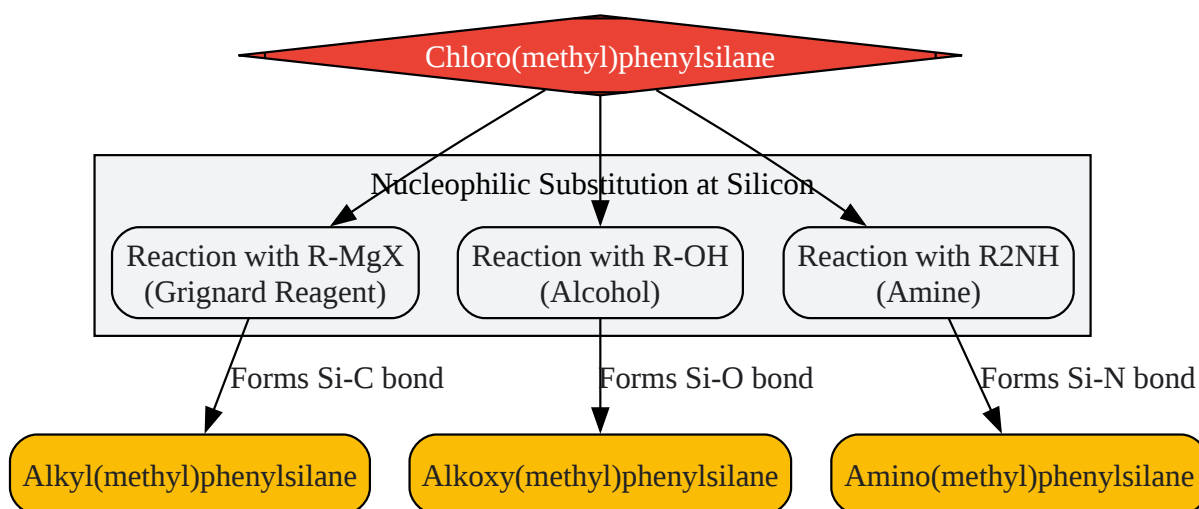 Chloro(methyl)phenylsilane
Nucleophilic Substitution at Silicon
Reaction with R-MgX
(Grignard Reagent)
Reaction with R-OH
(Alcohol)
Reaction with R2NH
(Amine)
Forms Si-C bond
Forms Si-O bond
Forms Si-N bond
Alkyl(methyl)phenylsilane
Alkoxy(methyl)phenylsilane
Amino(methyl)phenylsilane